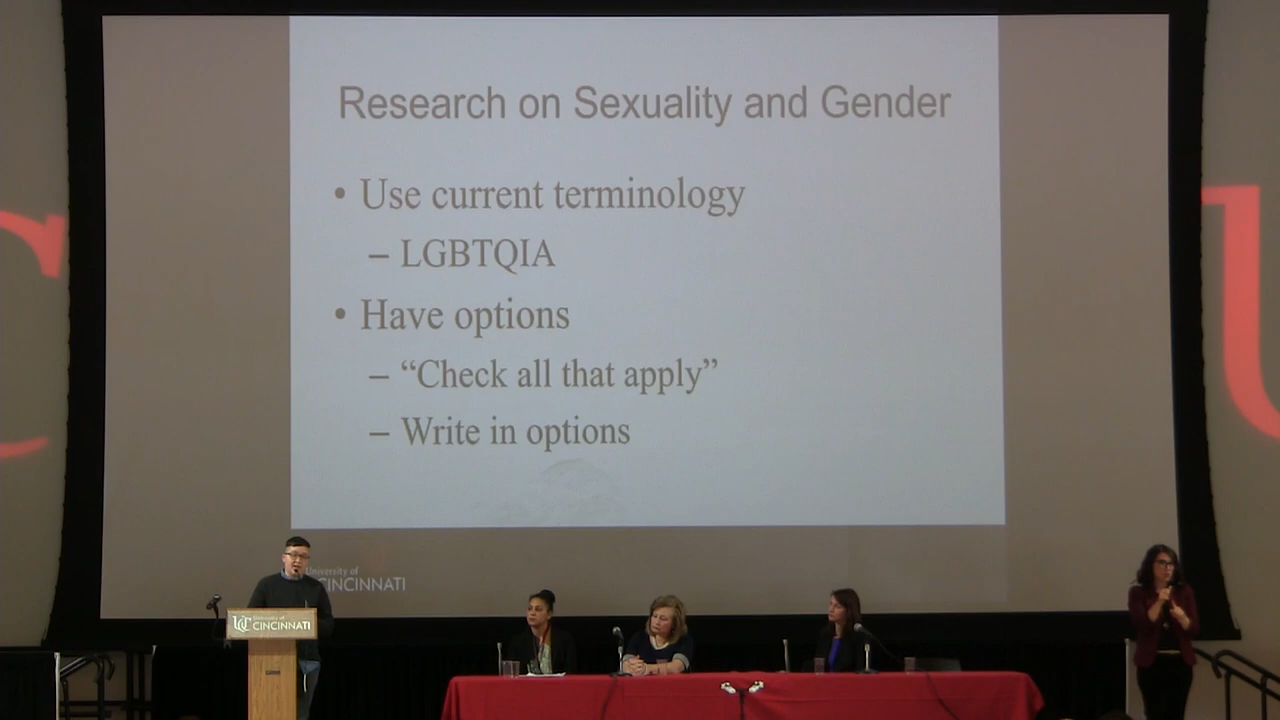 Research on Sexuality and Gender
• Use current terminology
– LGBTQIA
• Have options
– “Check all that apply”
– Write in options
University of
CINCINNATI
UC University of
CINCINNATI
C
U